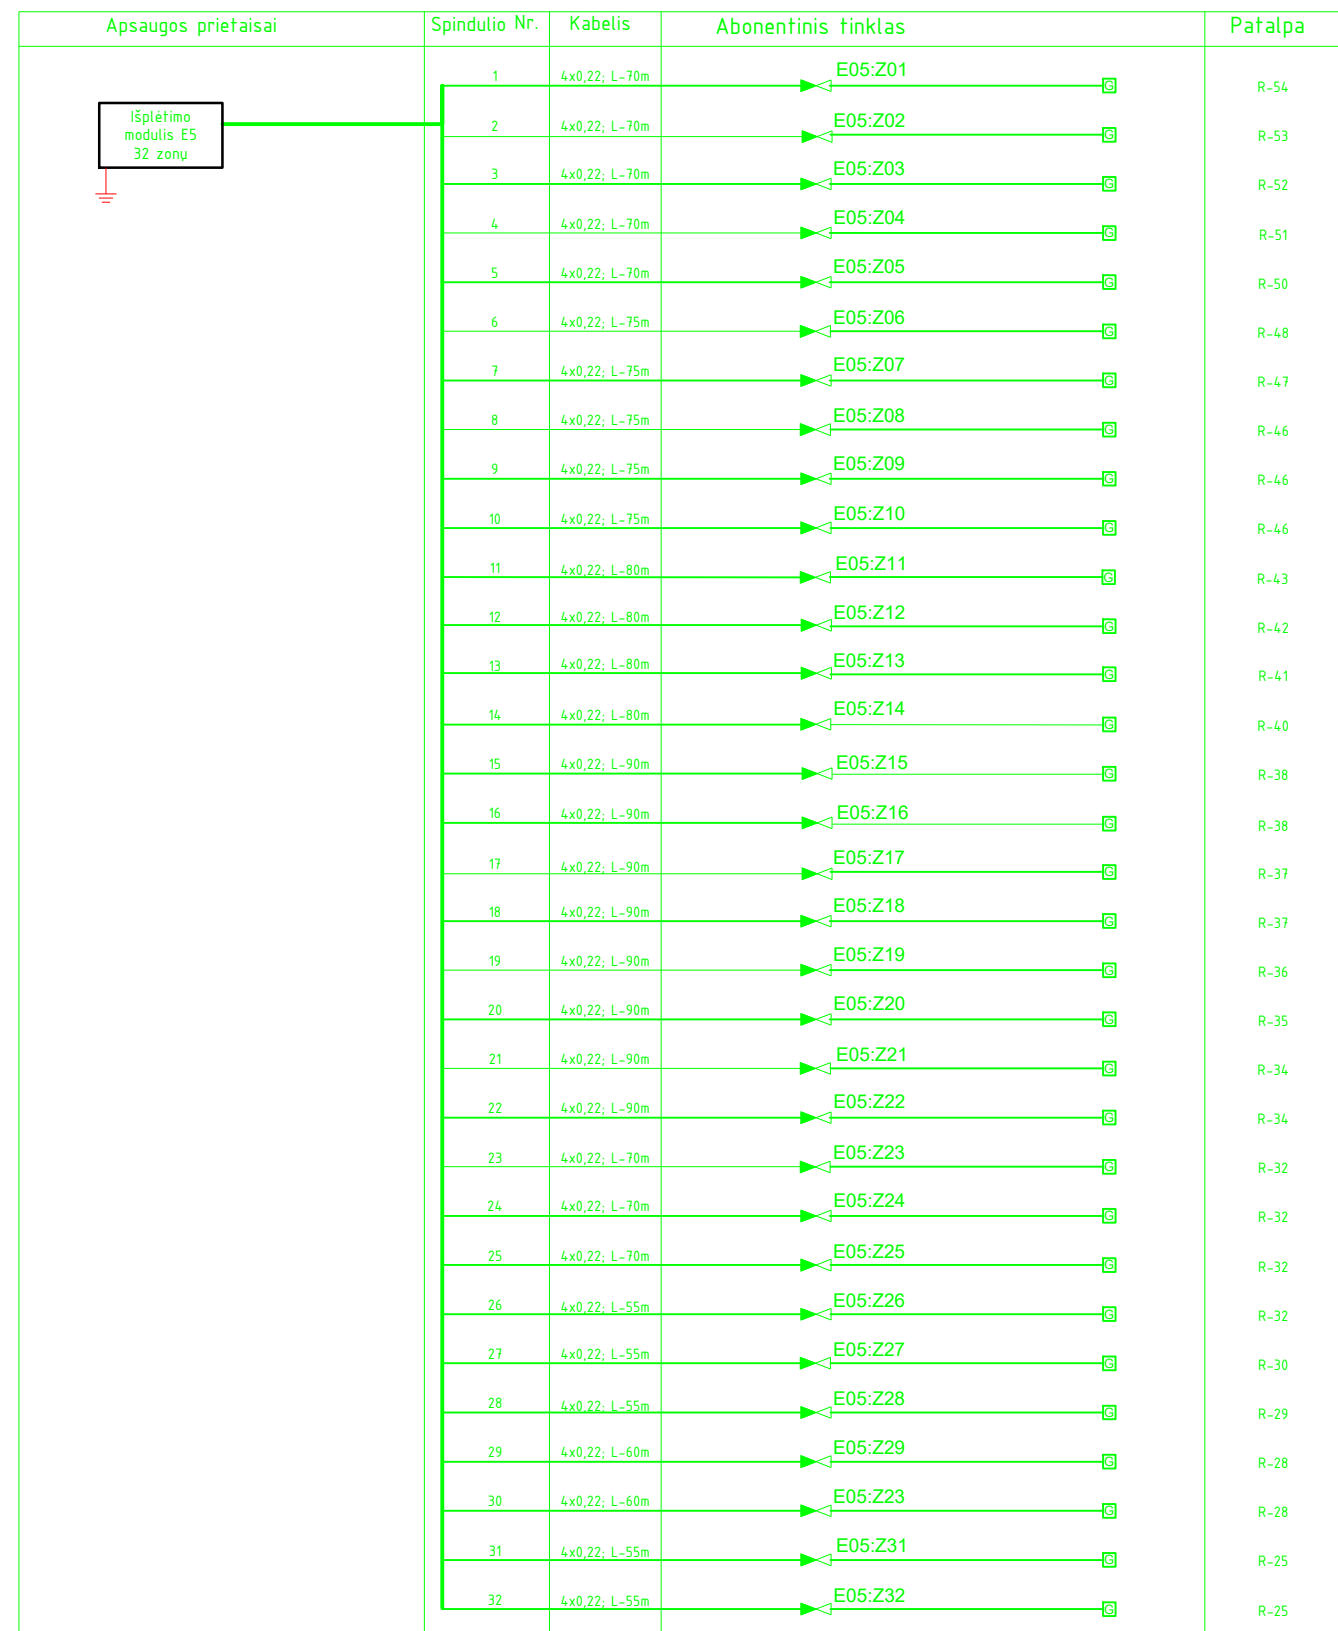 Apsaugos prietaisai Spindulio Nr. Kabelis Abonentinis tinklas Patalpa
Išplėtimo
modulis E5
32 zonų
1 4x0,22; L-70m E05:Z01 G R-54
2 4x0,22; L-70m E05:Z02 G R-53
3 4x0,22; L-70m E05:Z03 G R-52
4 4x0,22; L-70m E05:Z04 G R-51
5 4x0,22; L-70m E05:Z05 G R-50
6 4x0,22; L-75m E05:Z06 G R-48
7 4x0,22; L-75m E05:Z07 G R-47
8 4x0,22; L-75m E05:Z08 G R-46
9 4x0,22; L-75m E05:Z09 G R-46
10 4x0,22; L-75m E05:Z10 G R-46
11 4x0,22; L-80m E05:Z11 G R-43
12 4x0,22; L-80m E05:Z12 G R-42
13 4x0,22; L-80m E05:Z13 G R-41
14 4x0,22; L-80m E05:Z14 G R-40
15 4x0,22; L-90m E05:Z15 G R-38
16 4x0,22; L-90m E05:Z16 G R-38
17 4x0,22; L-90m E05:Z17 G R-37
18 4x0,22; L-90m E05:Z18 G R-37
19 4x0,22; L-90m E05:Z19 G R-36
20 4x0,22; L-90m E05:Z20 G R-35
21 4x0,22; L-90m E05:Z21 G R-34
22 4x0,22; L-90m E05:Z22 G R-34
23 4x0,22; L-70m E05:Z23 G R-32
24 4x0,22; L-70m E05:Z24 G R-32
25 4x0,22; L-70m E05:Z25 G R-32
26 4x0,22; L-55m E05:Z26 G R-32
27 4x0,22; L-55m E05:Z27 G R-30
28 4x0,22; L-55m E05:Z28 G R-29
29 4x0,22; L-60m E05:Z29 G R-28
30 4x0,22; L-60m E05:Z23 G R-28
31 4x0,22; L-55m E05:Z31 G R-25
32 4x0,22; L-55m E05:Z32 G R-25